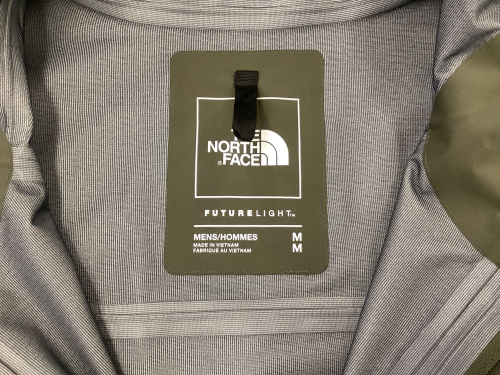 THE
NORTH
FACE
FUTURELIGHT™
MENS/HOMMES M
MADE IN VIETNAM
FABRIQUÉ AU VIETNAM M